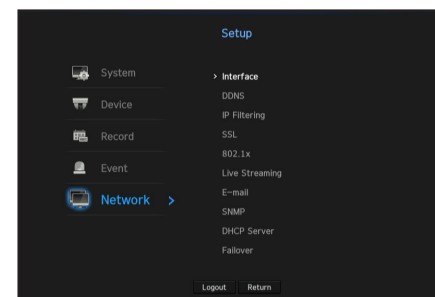 Setup
System
Device
Record
Event
Network >
> Interface
DDNS
IP Filtering
SSL
802.1x
Live Streaming
E-mail
SNMP
DHCP Server
Failover
Logout Return